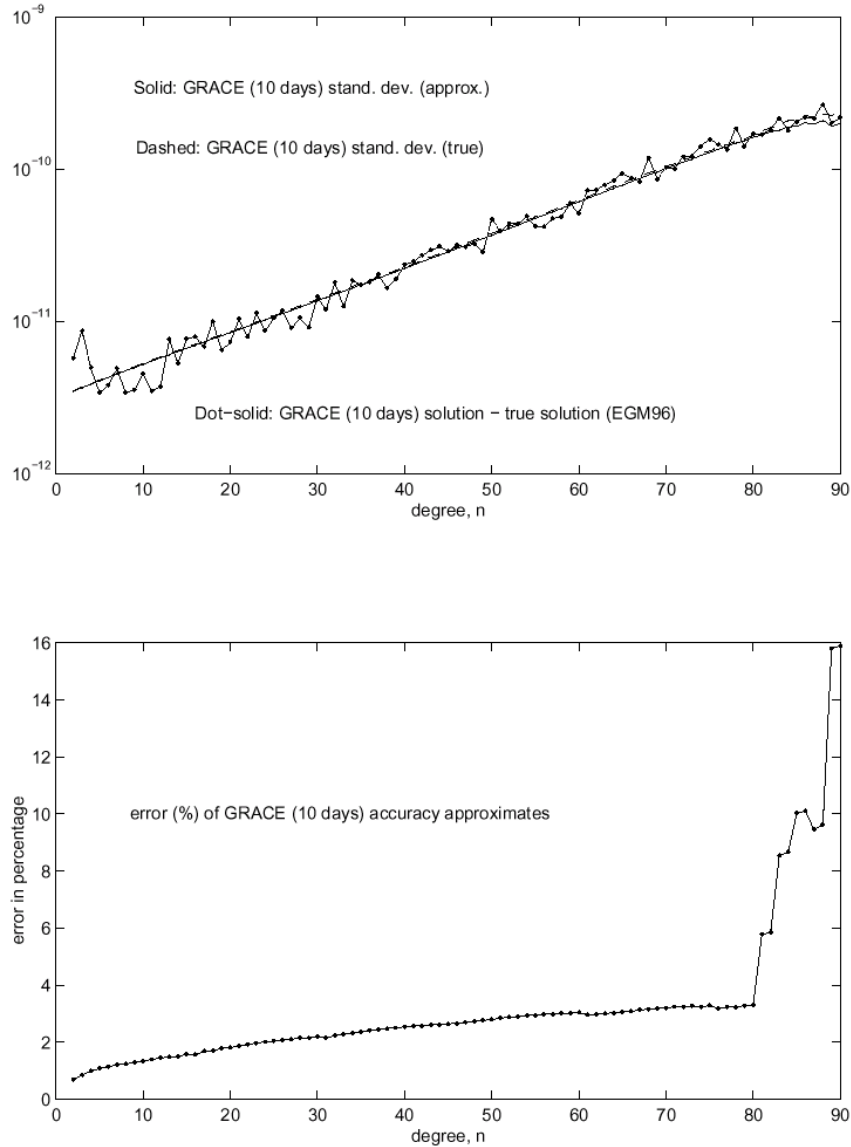 10⁻⁹
Solid: GRACE (10 days) stand. dev. (approx.)
Dashed: GRACE (10 days) stand. dev. (true)
10⁻¹⁰
10⁻¹¹
Dot−solid: GRACE (10 days) solution − true solution (EGM96)
10⁻¹²
0 10 20 30 40 50 60 70 80 90
degree, n
16
14
12
10
8
6
4
2
0
error in percentage
error (%) of GRACE (10 days) accuracy approximates
0 10 20 30 40 50 60 70 80 90
degree, n